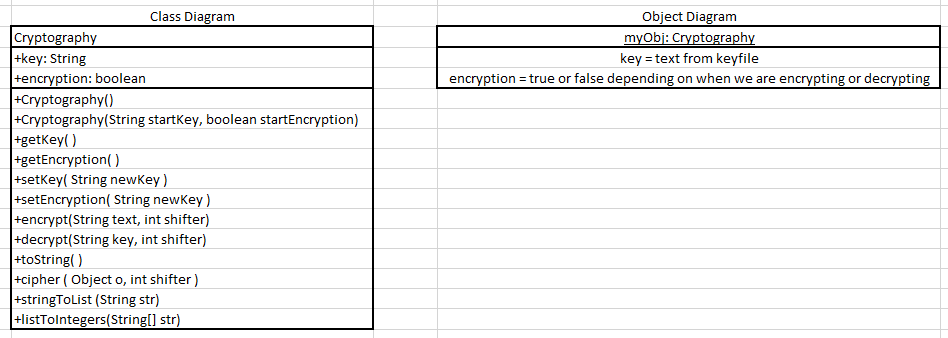 Class Diagram
Object Diagram
Cryptography
myObj: Cryptography
+key: String
key = text from keyfile
+encryption: boolean
encryption = true or false depending on when we are encrypting or decrypting
+Cryptography()
+Cryptography(String startKey, boolean startEncryption)
+getKey( )
+getEncryption( )
+setKey( String newKey )
+setEncryption( String newKey )
+encrypt(String text, int shifter)
+decrypt(String key, int shifter)
+toString( )
+cipher ( Object o, int shifter )
+stringToList (String str)
+listToIntegers(String[] str)